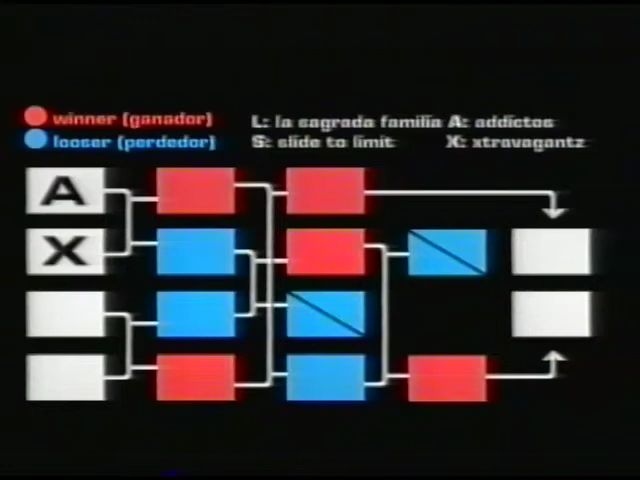 winner (ganador)
looser (perdedor)
L: la sagrada familia A: addictos
S: slide to limit X: xtravagantz
A
X